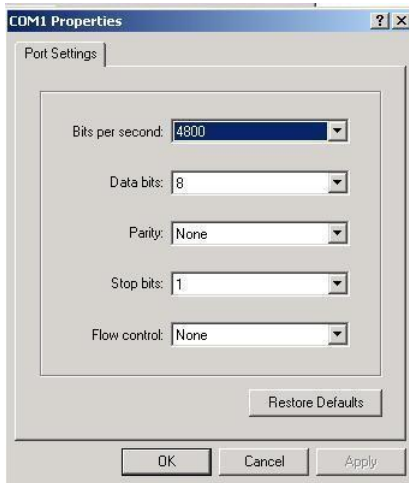 COM1 Properties
Port Settings
Bits per second: 4800
Data bits: 8
Parity: None
Stop bits: 1
Flow control: None
Restore Defaults
OK Cancel Apply